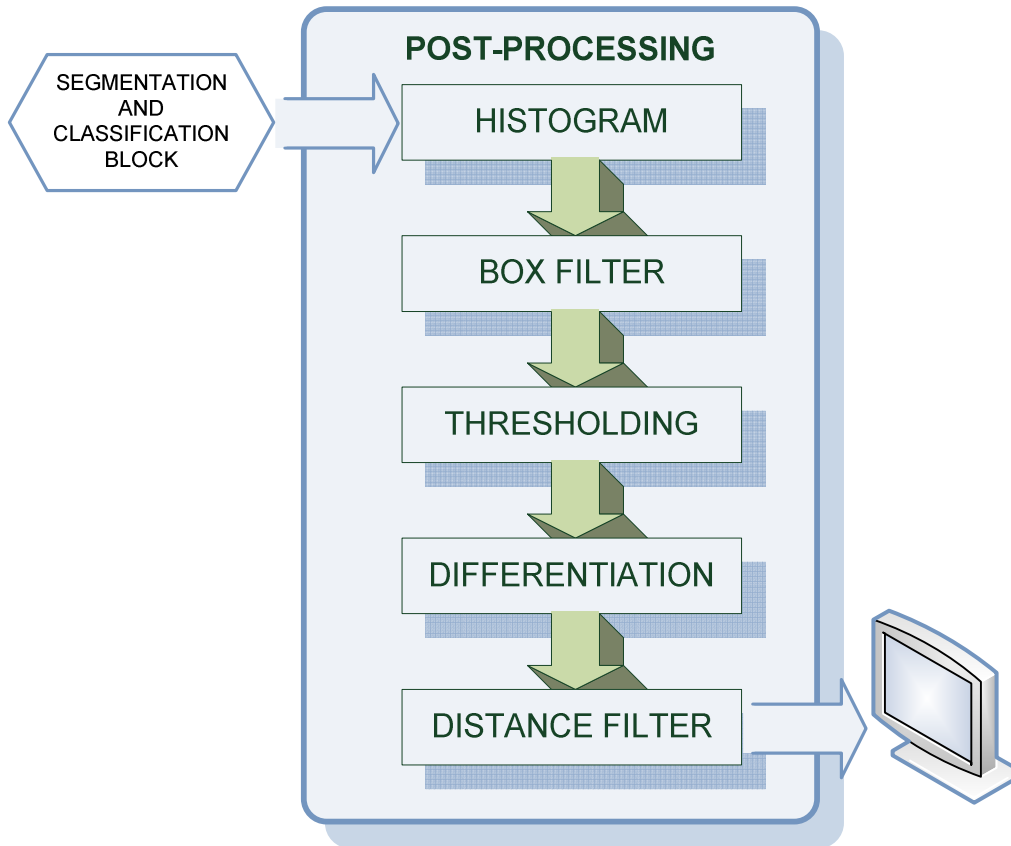 POST-PROCESSING
SEGMENTATION
AND
CLASSIFICATION
BLOCK
HISTOGRAM
BOX FILTER
THRESHOLDING
DIFFERENTIATION
DISTANCE FILTER